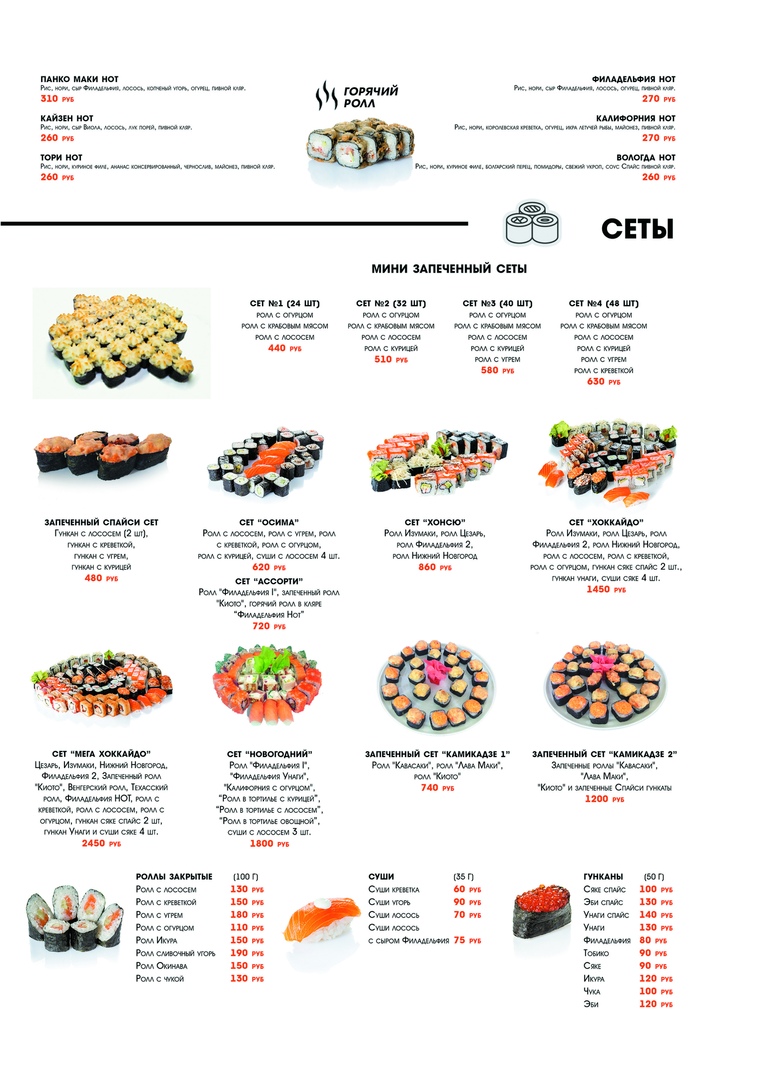 ПАНКО МАКИ НОТ
Рис, нори, сыр Филадельфия, лосось, копченый угорь, огурец, пивной кляр.
310 руб
КАЙЗЕН НОТ
Рис, нори, сыр Виола, лосось, лук порей, пивной кляр.
260 руб
ТОРИ НОТ
Рис, нори, куриное филе, ананас консервированный, чернослив, майонез, пивной кляр.
260 руб
ГОРЯЧИЙ
РОЛЛ
ФИЛАДЕЛЬФИЯ НОТ
Рис, нори, сыр Филадельфия, лосось, огурец, пивной кляр.
270 руб
КАЛИФОРНИЯ НОТ
Рис, нори, королевская креветка, огурец, икра летучей рыбы, майонез, пивной кляр.
270 руб
ВОЛОГДА НОТ
Рис, нори, куриное филе, болгарский перец, помидоры, свежий укроп, соус Спайс пивной кляр.
260 руб
СЕТЫ
МИНИ ЗАПЕЧЕННЫЙ СЕТЫ
СЕТ №1 (24 ШТ)
ролл с огурцом
ролл с крабовым мясом
ролл с лососем
440 руб
СЕТ №2 (32 ШТ)
ролл с огурцом
ролл с крабовым мясом
ролл с лососем
ролл с курицей
510 руб
СЕТ №3 (40 ШТ)
ролл с огурцом
ролл с крабовым мясом
ролл с лососем
ролл с курицей
ролл с угрем
580 руб
СЕТ №4 (48 ШТ)
ролл с огурцом
ролл с крабовым мясом
ролл с лососем
ролл с курицей
ролл с угрем
ролл с креветкой
630 руб
ЗАПЕЧЕННЫЙ СПАЙСИ СЕТ
Гункан с лососем (2 шт),
гункан с креветкой,
гункан с угрем,
гункан с курицей
480 руб
СЕТ "ОСИМА"
Ролл с лососем, ролл с угрем, ролл
с креветкой, ролл с огурцом,
ролл с курицей, суши с лососем 4 шт.
620 руб
СЕТ "АССОРТИ"
Ролл "Филадельфия I", запеченный ролл
"Киото", горячий ролл в кляре
"Филадельфия Нот"
720 руб
СЕТ "ХОНСЮ"
Ролл Изумаки, ролл Цезарь,
ролл Филадельфия 2,
ролл Нижний Новгород
860 руб
СЕТ "ХОККАЙДО"
Ролл Изумаки, ролл Цезарь, ролл
Филадельфия 2, ролл Нижний Новгород,
ролл с лососем, ролл с креветкой,
ролл с огурцом, гункан сяке спайс 2 шт.,
гункан унаги, суши сяке 4 шт.
1450 руб
СЕТ "МЕГА ХОККАЙДО"
Цезарь, Изумаки, Нижний Новгород,
Филадельфия 2, Запеченный ролл
"Киото", Венгерский ролл, Техасский
ролл, Филадельфия НОТ, ролл с
креветкой, ролл с лососем, ролл с
огурцом, гункан сяке спайс 2 шт,
гункан Унаги и суши сяке 4 шт.
2450 руб
СЕТ "НОВОГОДНИЙ"
Ролл "Филадельфия I",
"Филадельфия Унаги",
"Калифорния с огурцом",
"Ролл в тортилье с курицей",
"Ролл в тортилье с лососем",
"Ролл в тортилье овощной",
суши с лососем 3 шт.
1800 руб
ЗАПЕЧЕННЫЙ СЕТ "КАМИКАДЗЕ 1"
Ролл "Кавасаки", ролл "Лава Маки",
ролл "Киото"
740 руб
ЗАПЕЧЕННЫЙ СЕТ "КАМИКАДЗЕ 2"
Запеченные роллы "Кавасаки",
"Лава Маки",
"Киото" и запеченные Спайси гункаты
1200 руб
РОЛЛЫ ЗАКРЫТЫЕ (100 Г)
Ролл с лососем 130 руб
Ролл с креветкой 150 руб
Ролл с угрем 180 руб
Ролл с огурцом 110 руб
Ролл Икура 150 руб
Ролл сливочный угорь 190 руб
Ролл Окинава 150 руб
Ролл с чукой 130 руб
СУШИ (35 Г)
Суши креветка 60 руб
Суши угорь 90 руб
Суши лосось 70 руб
Суши лосось
с сыром Филадельфия 75 руб
ГУНКАНЫ (50 Г)
Сяке спайс 100 руб
Эби спайс 130 руб
Унаги спайс 140 руб
Унаги 130 руб
Филадельфия 80 руб
Тобико 90 руб
Сяке 90 руб
Икура 120 руб
Чука 100 руб
Эби 120 руб